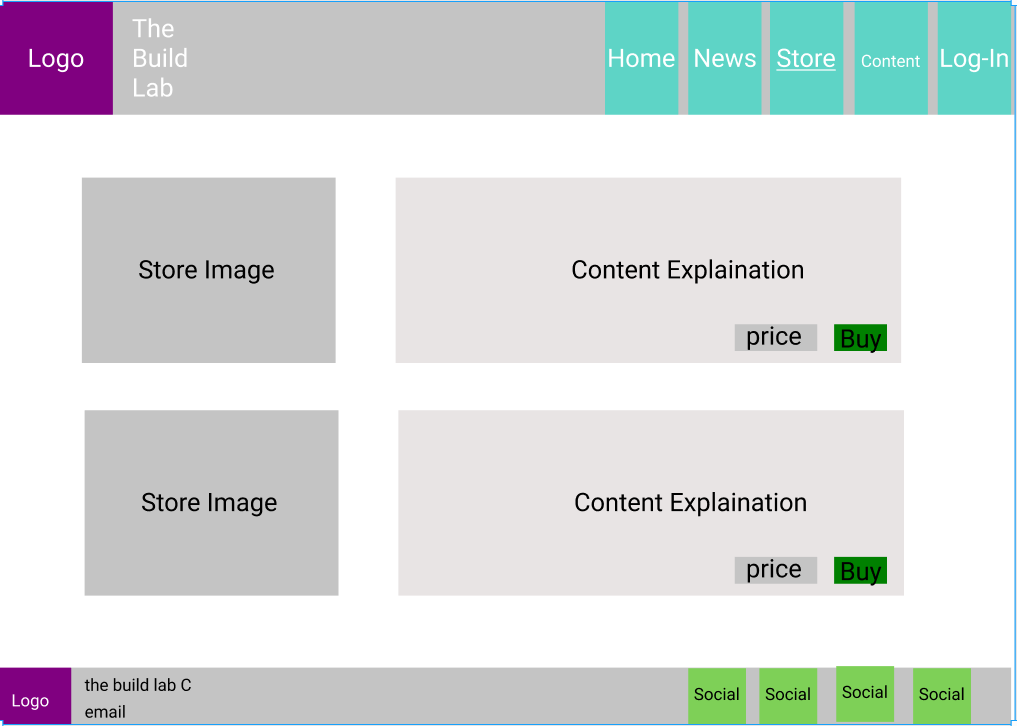 Logo
The
Build
Lab
Home
News
Store
Content
Log-In
Store Image
Content Explaination
price
Buy
Store Image
Content Explaination
price
Buy
Logo
the build lab C
email
Social
Social
Social
Social